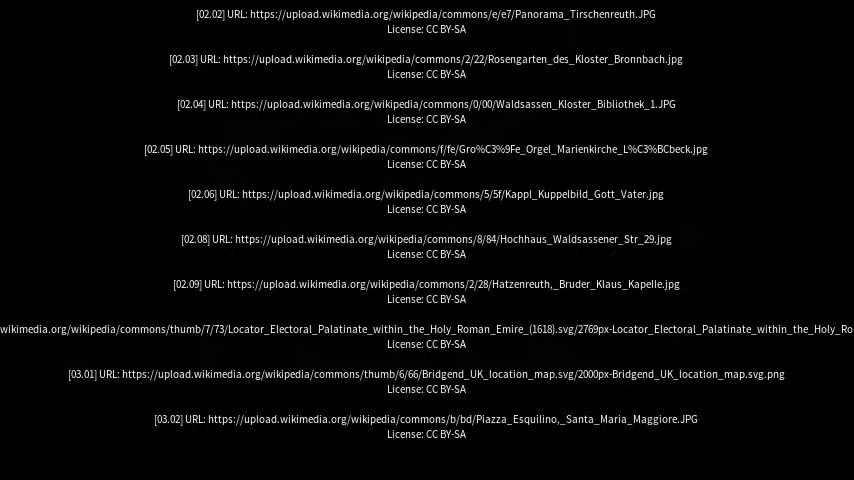 [02.02] URL: https://upload.wikimedia.org/wikipedia/commons/e/e7/Panorama_Tirschenreuth.JPG
License: CC BY-SA
[02.03] URL: https://upload.wikimedia.org/wikipedia/commons/2/22/Rosengarten_des_Kloster_Bronnbach.jpg
License: CC BY-SA
[02.04] URL: https://upload.wikimedia.org/wikipedia/commons/0/00/Waldsassen_Kloster_Bibliothek_1.JPG
License: CC BY-SA
[02.05] URL: https://upload.wikimedia.org/wikipedia/commons/f/fe/Gro%C3%9Fe_Orgel_Marienkirche_L%C3%BCbeck.jpg
License: CC BY-SA
[02.06] URL: https://upload.wikimedia.org/wikipedia/commons/5/5f/Kappl_Kuppelbild_Gott_Vater.jpg
License: CC BY-SA
[02.08] URL: https://upload.wikimedia.org/wikipedia/commons/8/84/Hochhaus_Waldsassener_Str_29.jpg
License: CC BY-SA
[02.09] URL: https://upload.wikimedia.org/wikipedia/commons/2/28/Hatzenreuth,_Bruder_Klaus_Kapelle.jpg
License: CC BY-SA
wikimedia.org/wikipedia/commons/thumb/7/73/Locator_Electoral_Palatinate_within_the_Holy_Roman_Emire_(1618).svg/2769px-Locator_Electoral_Palatinate_within_the_Holy_Ro
License: CC BY-SA
[03.01] URL: https://upload.wikimedia.org/wikipedia/commons/thumb/6/66/Bridgend_UK_location_map.svg/2000px-Bridgend_UK_location_map.svg.png
License: CC BY-SA
[03.02] URL: https://upload.wikimedia.org/wikipedia/commons/b/bd/Piazza_Esquilino,_Santa_Maria_Maggiore.JPG
License: CC BY-SA